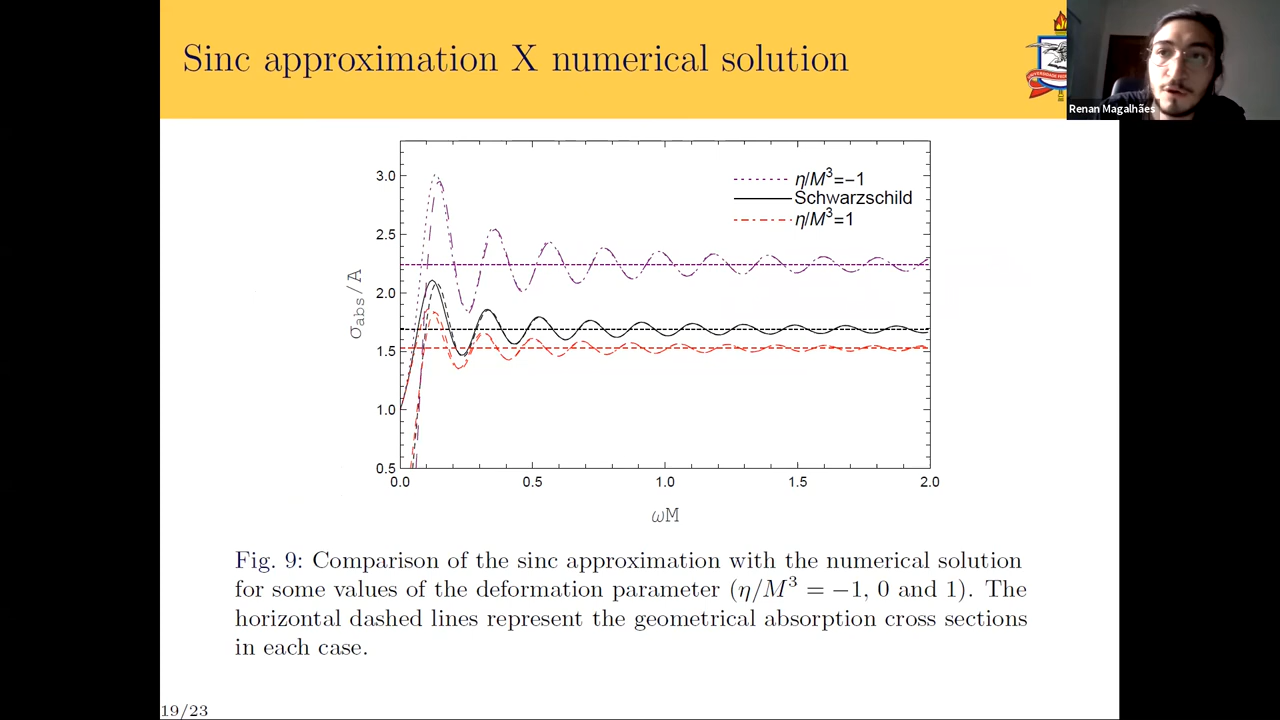 Sinc approximation X numerical solution
Renan Magalhães
η/M³=−1
Schwarzschild
η/M³=1
3.0
2.5
2.0
1.5
1.0
0.5
σabs/A
0.0 0.5 1.0 1.5 2.0
ωM
Fig. 9: Comparison of the sinc approximation with the numerical solution
for some values of the deformation parameter (η/M³ = −1, 0 and 1). The
horizontal dashed lines represent the geometrical absorption cross sections
in each case.
19/23